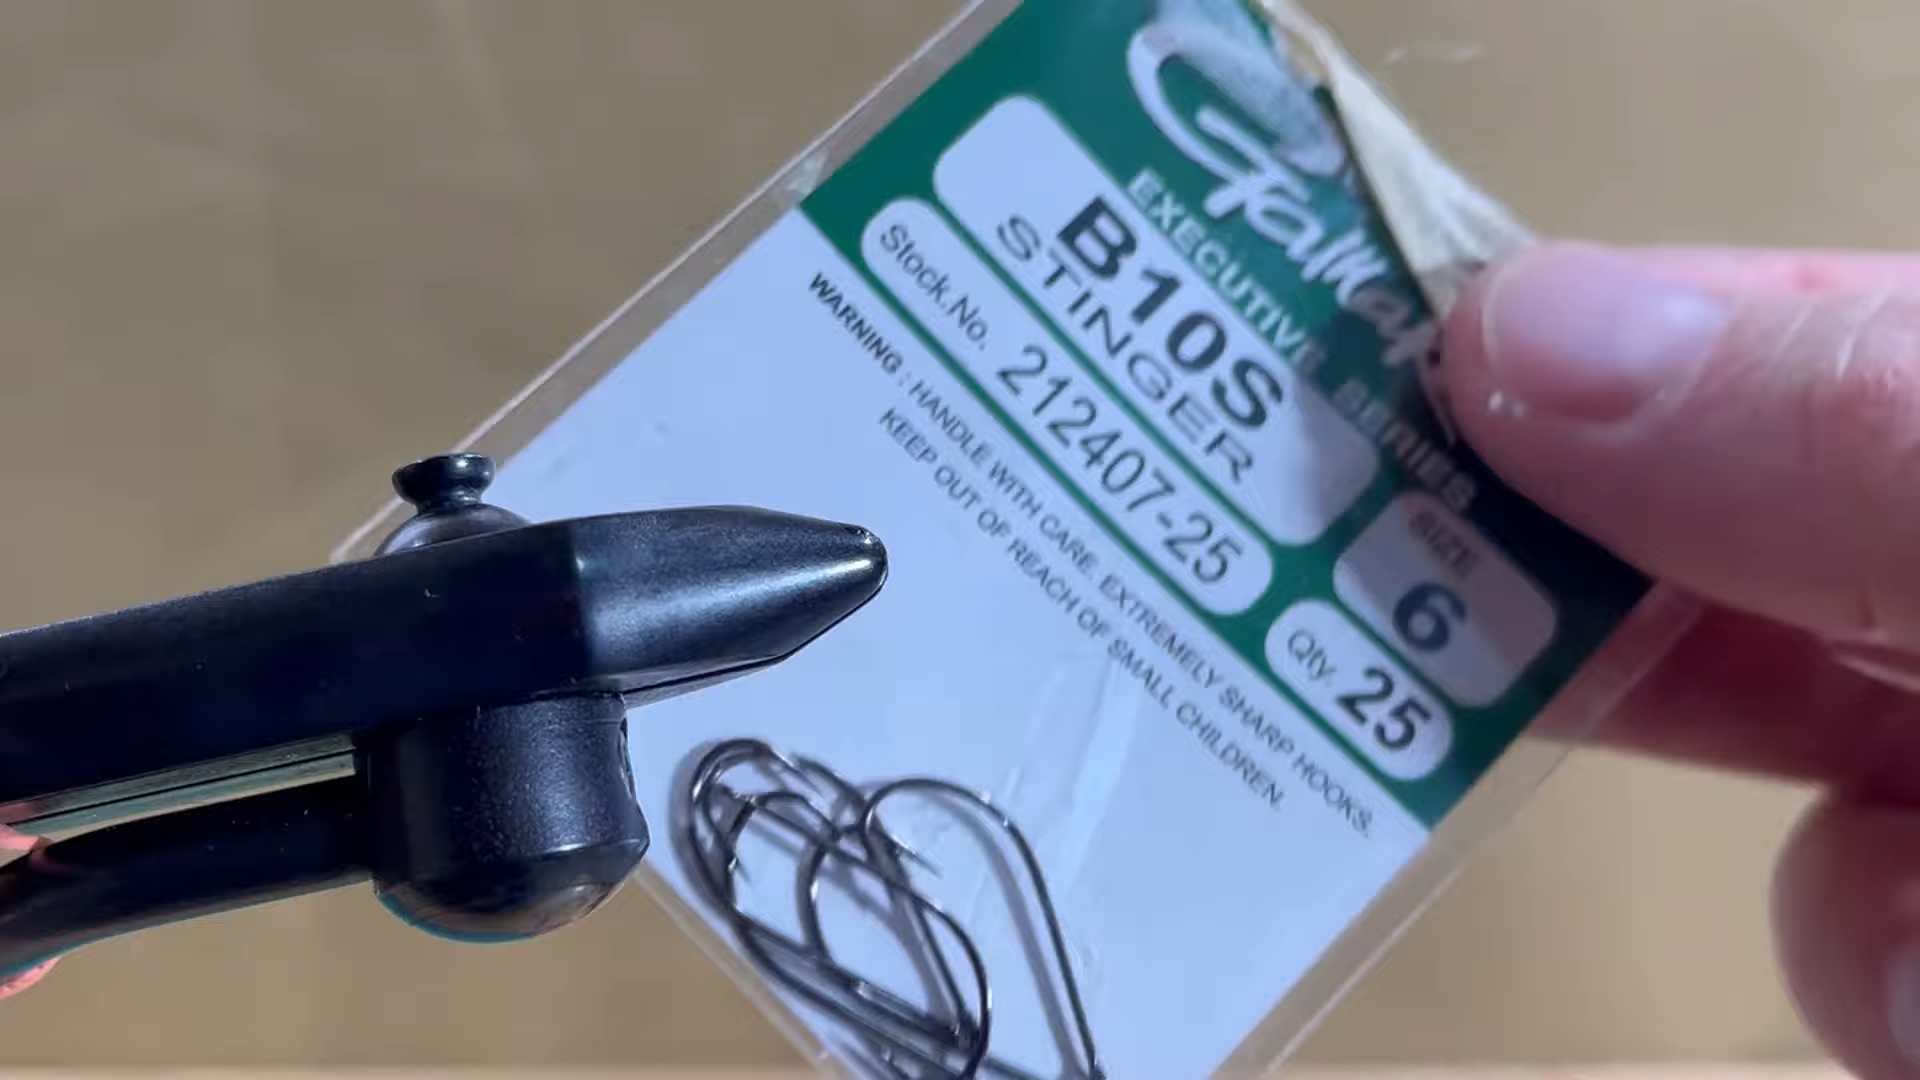 EXECUTIVE SERIES
B10S
STINGER
Stock.No. 212407-25
SIZE
6
Qty. 25
WARNING : HANDLE WITH CARE. EXTREMELY SHARP HOOKS.
KEEP OUT OF REACH OF SMALL CHILDREN.